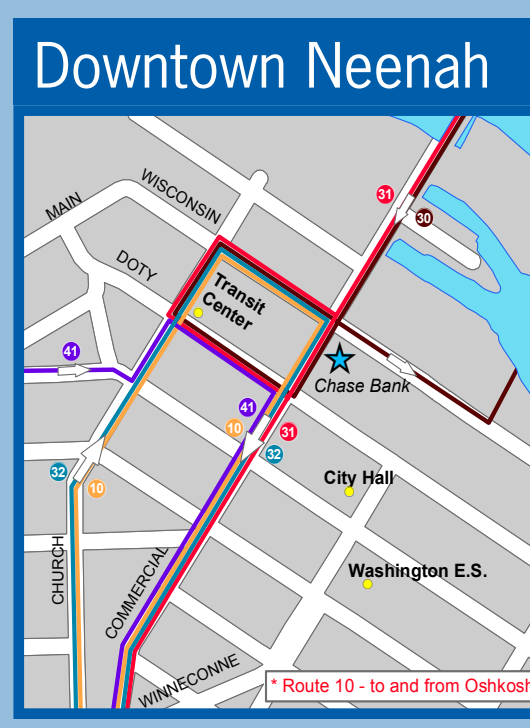 Downtown Neenah
WISCONSIN
31
MAIN
30
DOTY
Transit
Center
41
Chase Bank
41
10
31
32
32
City Hall
10
CHURCH
COMMERCIAL
Washington E.S.
WINNECONNE
* Route 10 - to and from Oshkosh